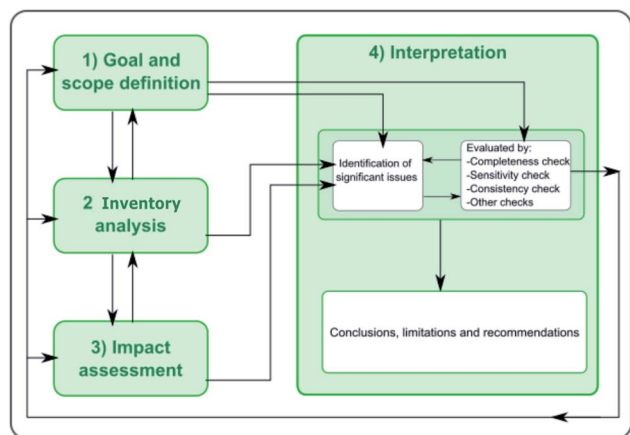 1) Goal and
scope definition
2 Inventory
analysis
3) Impact
assessment
4) Interpretation
Identification of
significant issues
Evaluated by:
-Completeness check
-Sensitivity check
-Consistency check
-Other checks
Conclusions, limitations and recommendations